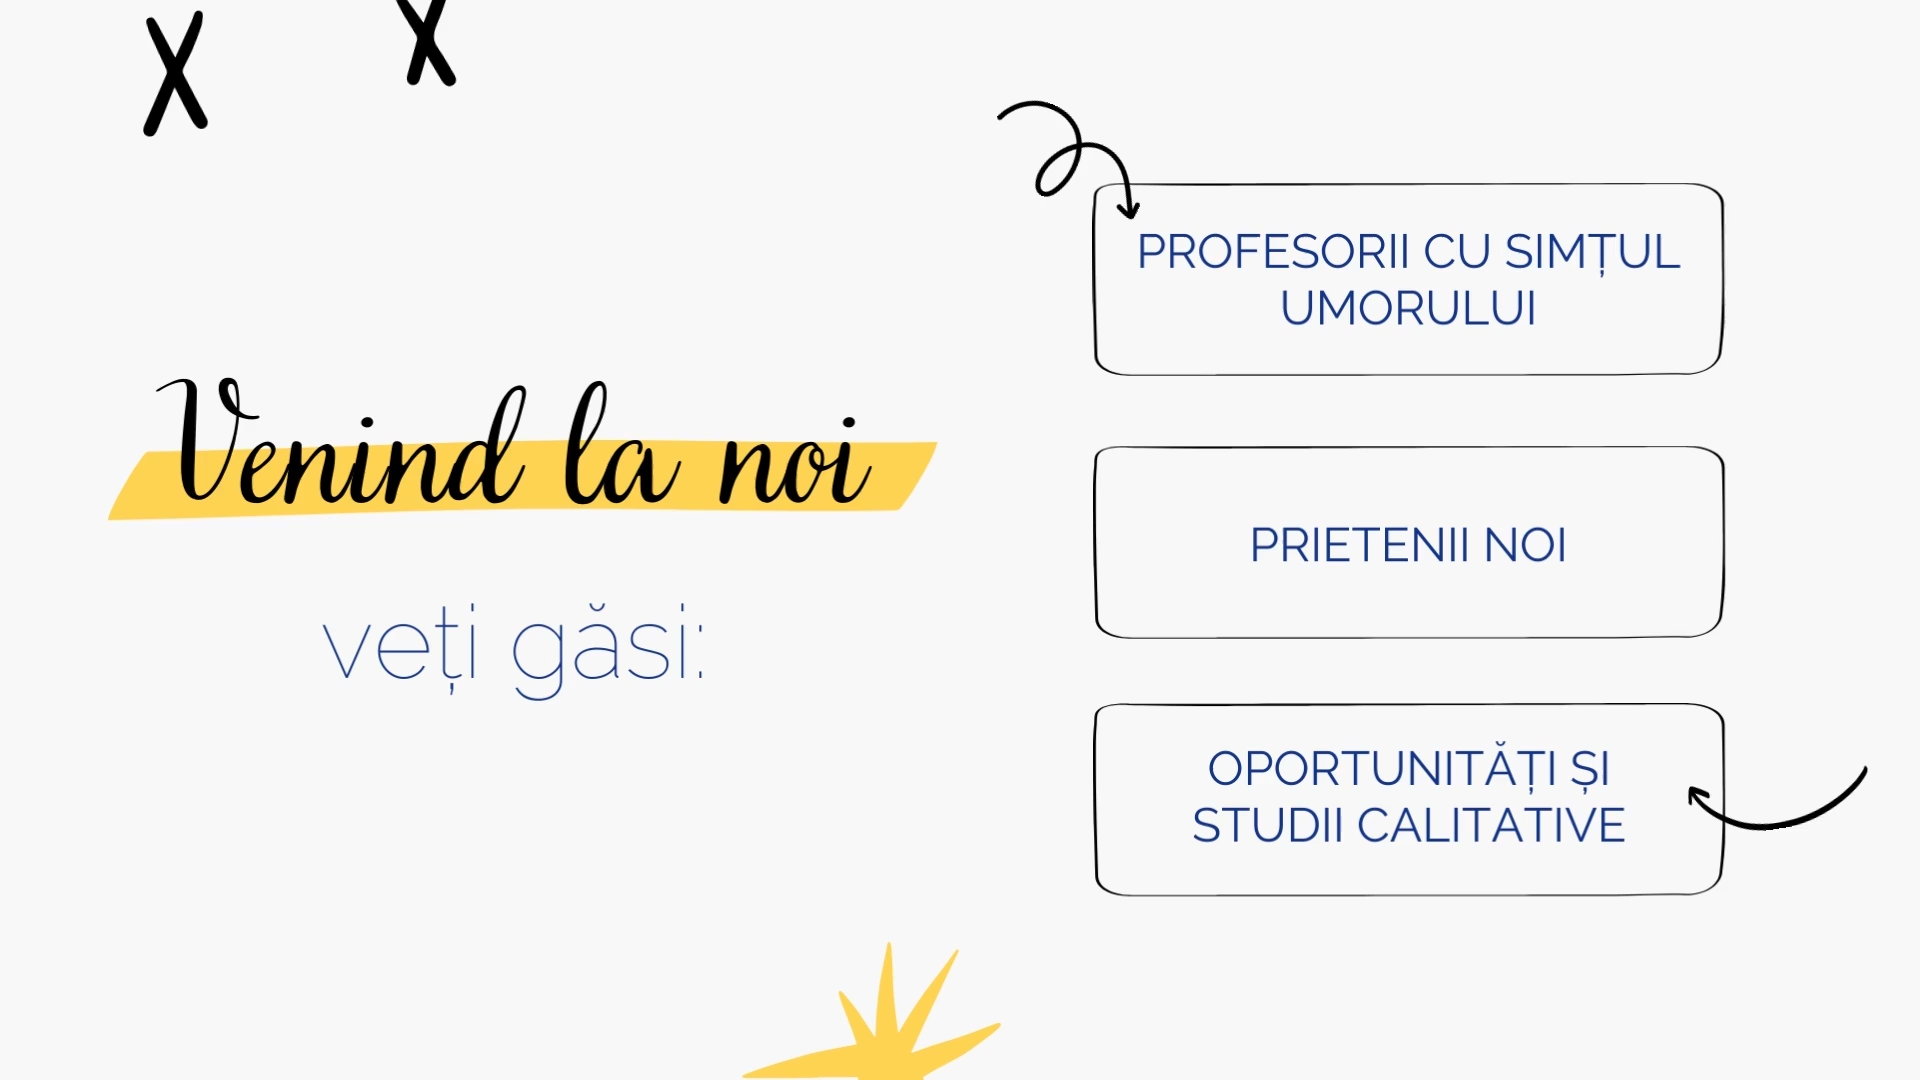 Venind la noi
veți găsi:
PROFESORII CU SIMȚUL
UMORULUI
PRIETENII NOI
OPORTUNITĂȚI ȘI
STUDII CALITATIVE